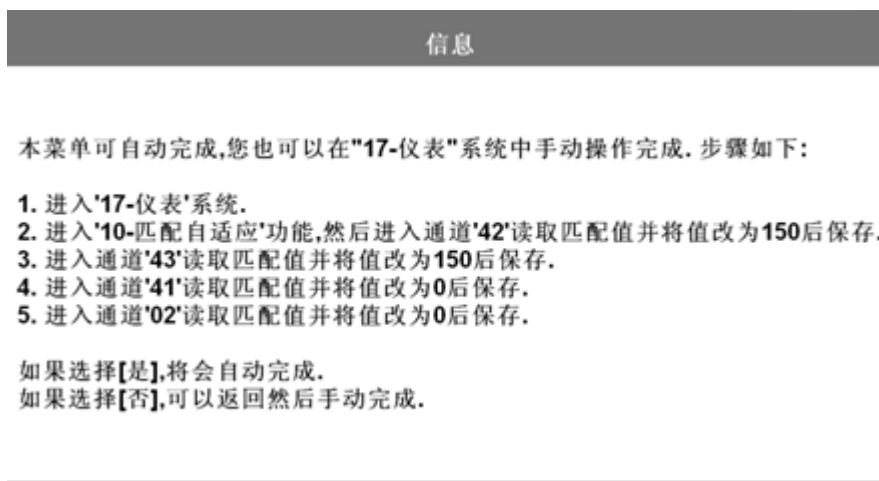 信息
本菜单可自动完成,您也可以在"17-仪表"系统中手动操作完成. 步骤如下:
1. 进入'17-仪表'系统.
2. 进入'10-匹配自适应'功能,然后进入通道'42'读取匹配值并将值改为150后保存.
3. 进入通道'43'读取匹配值并将值改为150后保存.
4. 进入通道'41'读取匹配值并将值改为0后保存.
5. 进入通道'02'读取匹配值并将值改为0后保存.
如果选择[是],将会自动完成.
如果选择[否],可以返回然后手动完成.